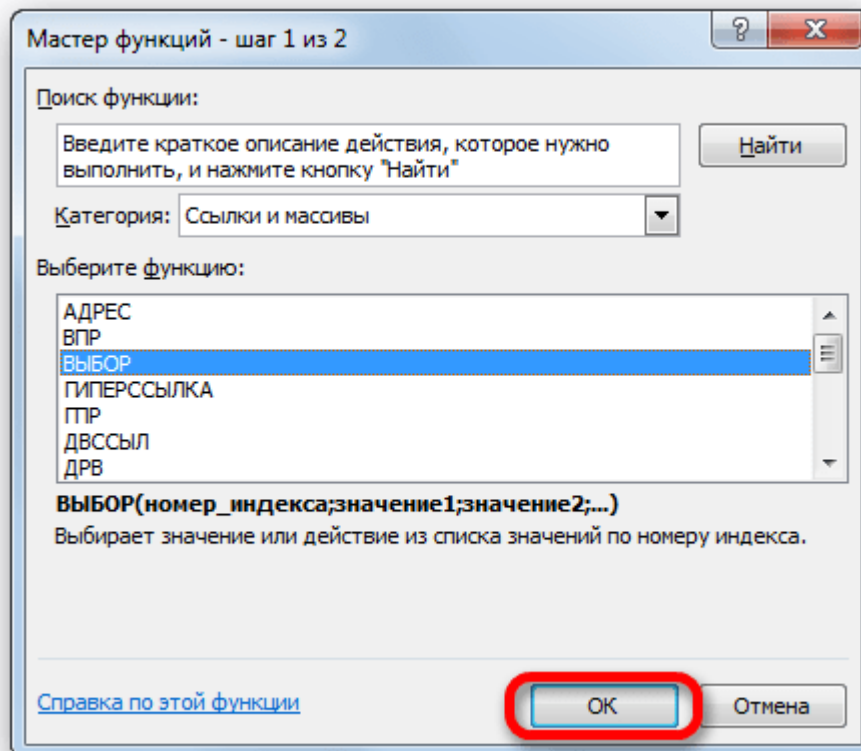 Мастер функций - шаг 1 из 2
Поиск функции:
Введите краткое описание действия, которое нужно
выполнить, и нажмите кнопку "Найти"
Найти
Категория: Ссылки и массивы
Выберите функцию:
АДРЕС
ВПР
ВЫБОР
ГИПЕРССЫЛКА
ГПР
ДВССЫЛ
ДРВ
ВЫБОР(номер_индекса;значение1;значение2;...)
Выбирает значение или действие из списка значений по номеру индекса.
Справка по этой функции
ОК
Отмена